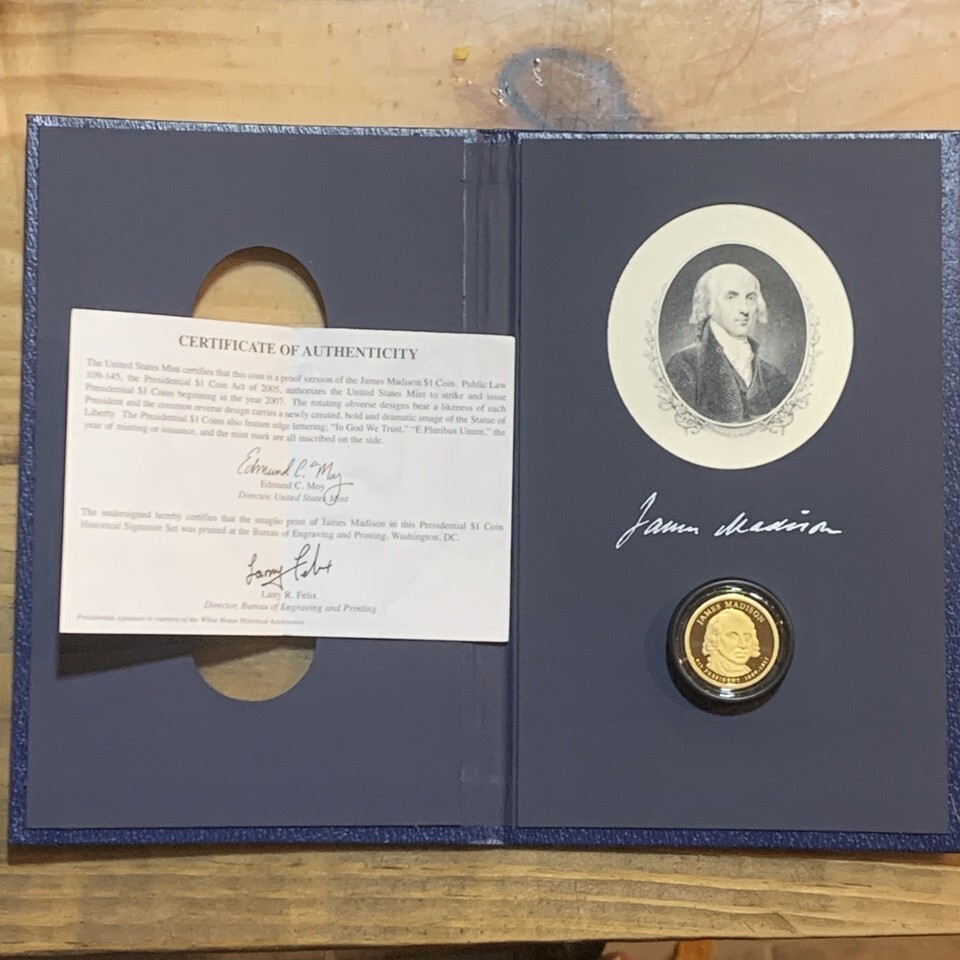 CERTIFICATE OF AUTHENTICITY
The United States Mint certifies that this coin is a proof version of the James Madison $1 Coin. Public Law
109-145, the Presidential $1 Coin Act of 2005, authorizes the United States Mint to strike and issue
Presidential $1 Coins beginning in the year 2007. The rotating obverse designs bear a likeness of each
President and the common reverse design carries a newly created, bold and dramatic image of the Statue of
Liberty. The Presidential $1 Coins also feature edge lettering; "In God We Trust," "E Pluribus Unum," the
year of minting or issuance, and the mint mark are all inscribed on the side.
Edmund C. Moy
Edmund C. Moy
Director, United States Mint
The undersigned hereby certifies that the intaglio print of James Madison in this Presidential $1 Coin
Historical Signature Set was printed at the Bureau of Engraving and Printing, Washington, DC.
Larry Felix
Larry R. Felix
Director, Bureau of Engraving and Printing
Presidential signature is courtesy of the White House Historical Association
James Madison
JAMES MADISON
4th PRESIDENT 1809-1817